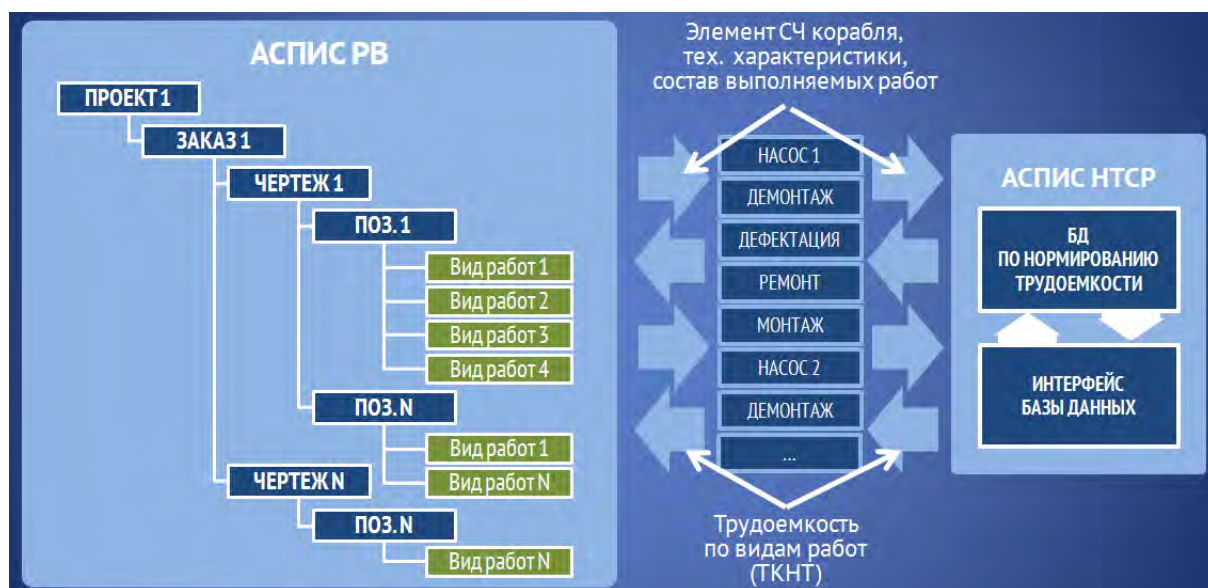 АСПИС РВ
ПРОЕКТ 1
ЗАКАЗ 1
ЧЕРТЕЖ 1
ПОЗ. 1
Вид работ 1
Вид работ 2
Вид работ 3
Вид работ 4
ПОЗ. N
Вид работ 1
Вид работ N
ЧЕРТЕЖ N
ПОЗ. N
Вид работ N
Элемент СЧ корабля,
тех. характеристики,
состав выполняемых работ
НАСОС 1
ДЕМОНТАЖ
ДЕФЕКТАЦИЯ
РЕМОНТ
МОНТАЖ
НАСОС 2
ДЕМОНТАЖ
...
Трудоемкость
по видам работ
(ТКНТ)
АСПИС НТСР
БД
ПО НОРМИРОВАНИЮ
ТРУДОЕМКОСТИ
ИНТЕРФЕЙС
БАЗЫ ДАННЫХ